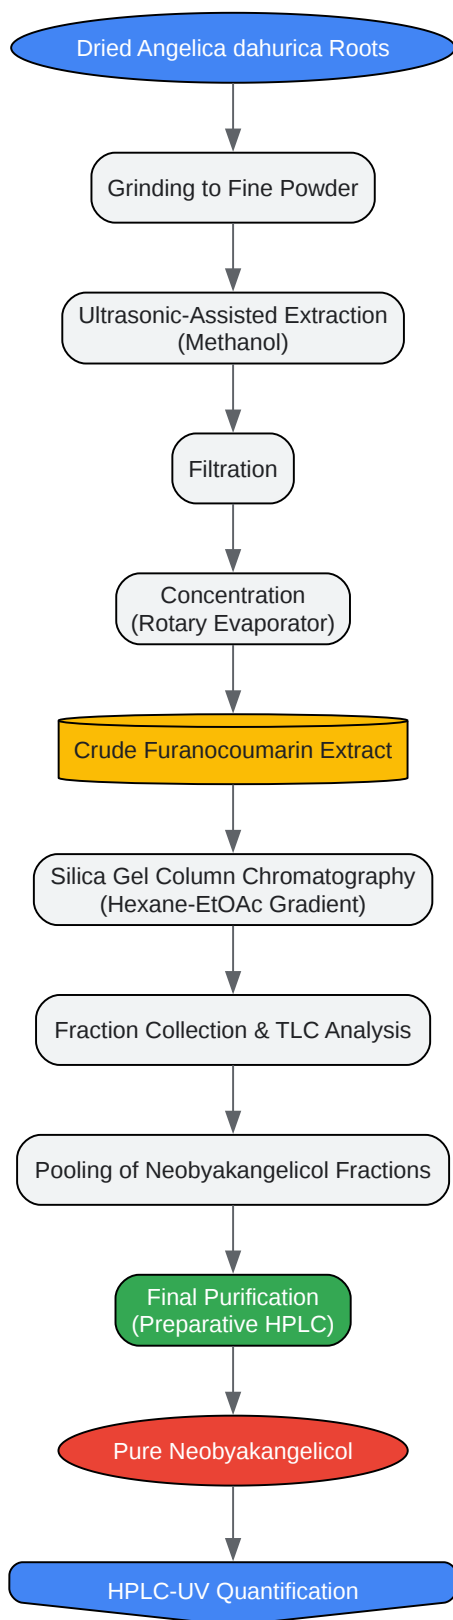 Dried Angelica dahurica Roots
Grinding to Fine Powder
Ultrasonic-Assisted Extraction
(Methanol)
Filtration
Concentration
(Rotary Evaporator)
Crude Furanocoumarin Extract
Silica Gel Column Chromatography
(Hexane-EtOAc Gradient)
Fraction Collection & TLC Analysis
Pooling of Neobyakangelicol Fractions
Final Purification
(Preparative HPLC)
Pure Neobyakangelicol
HPLC-UV Quantification